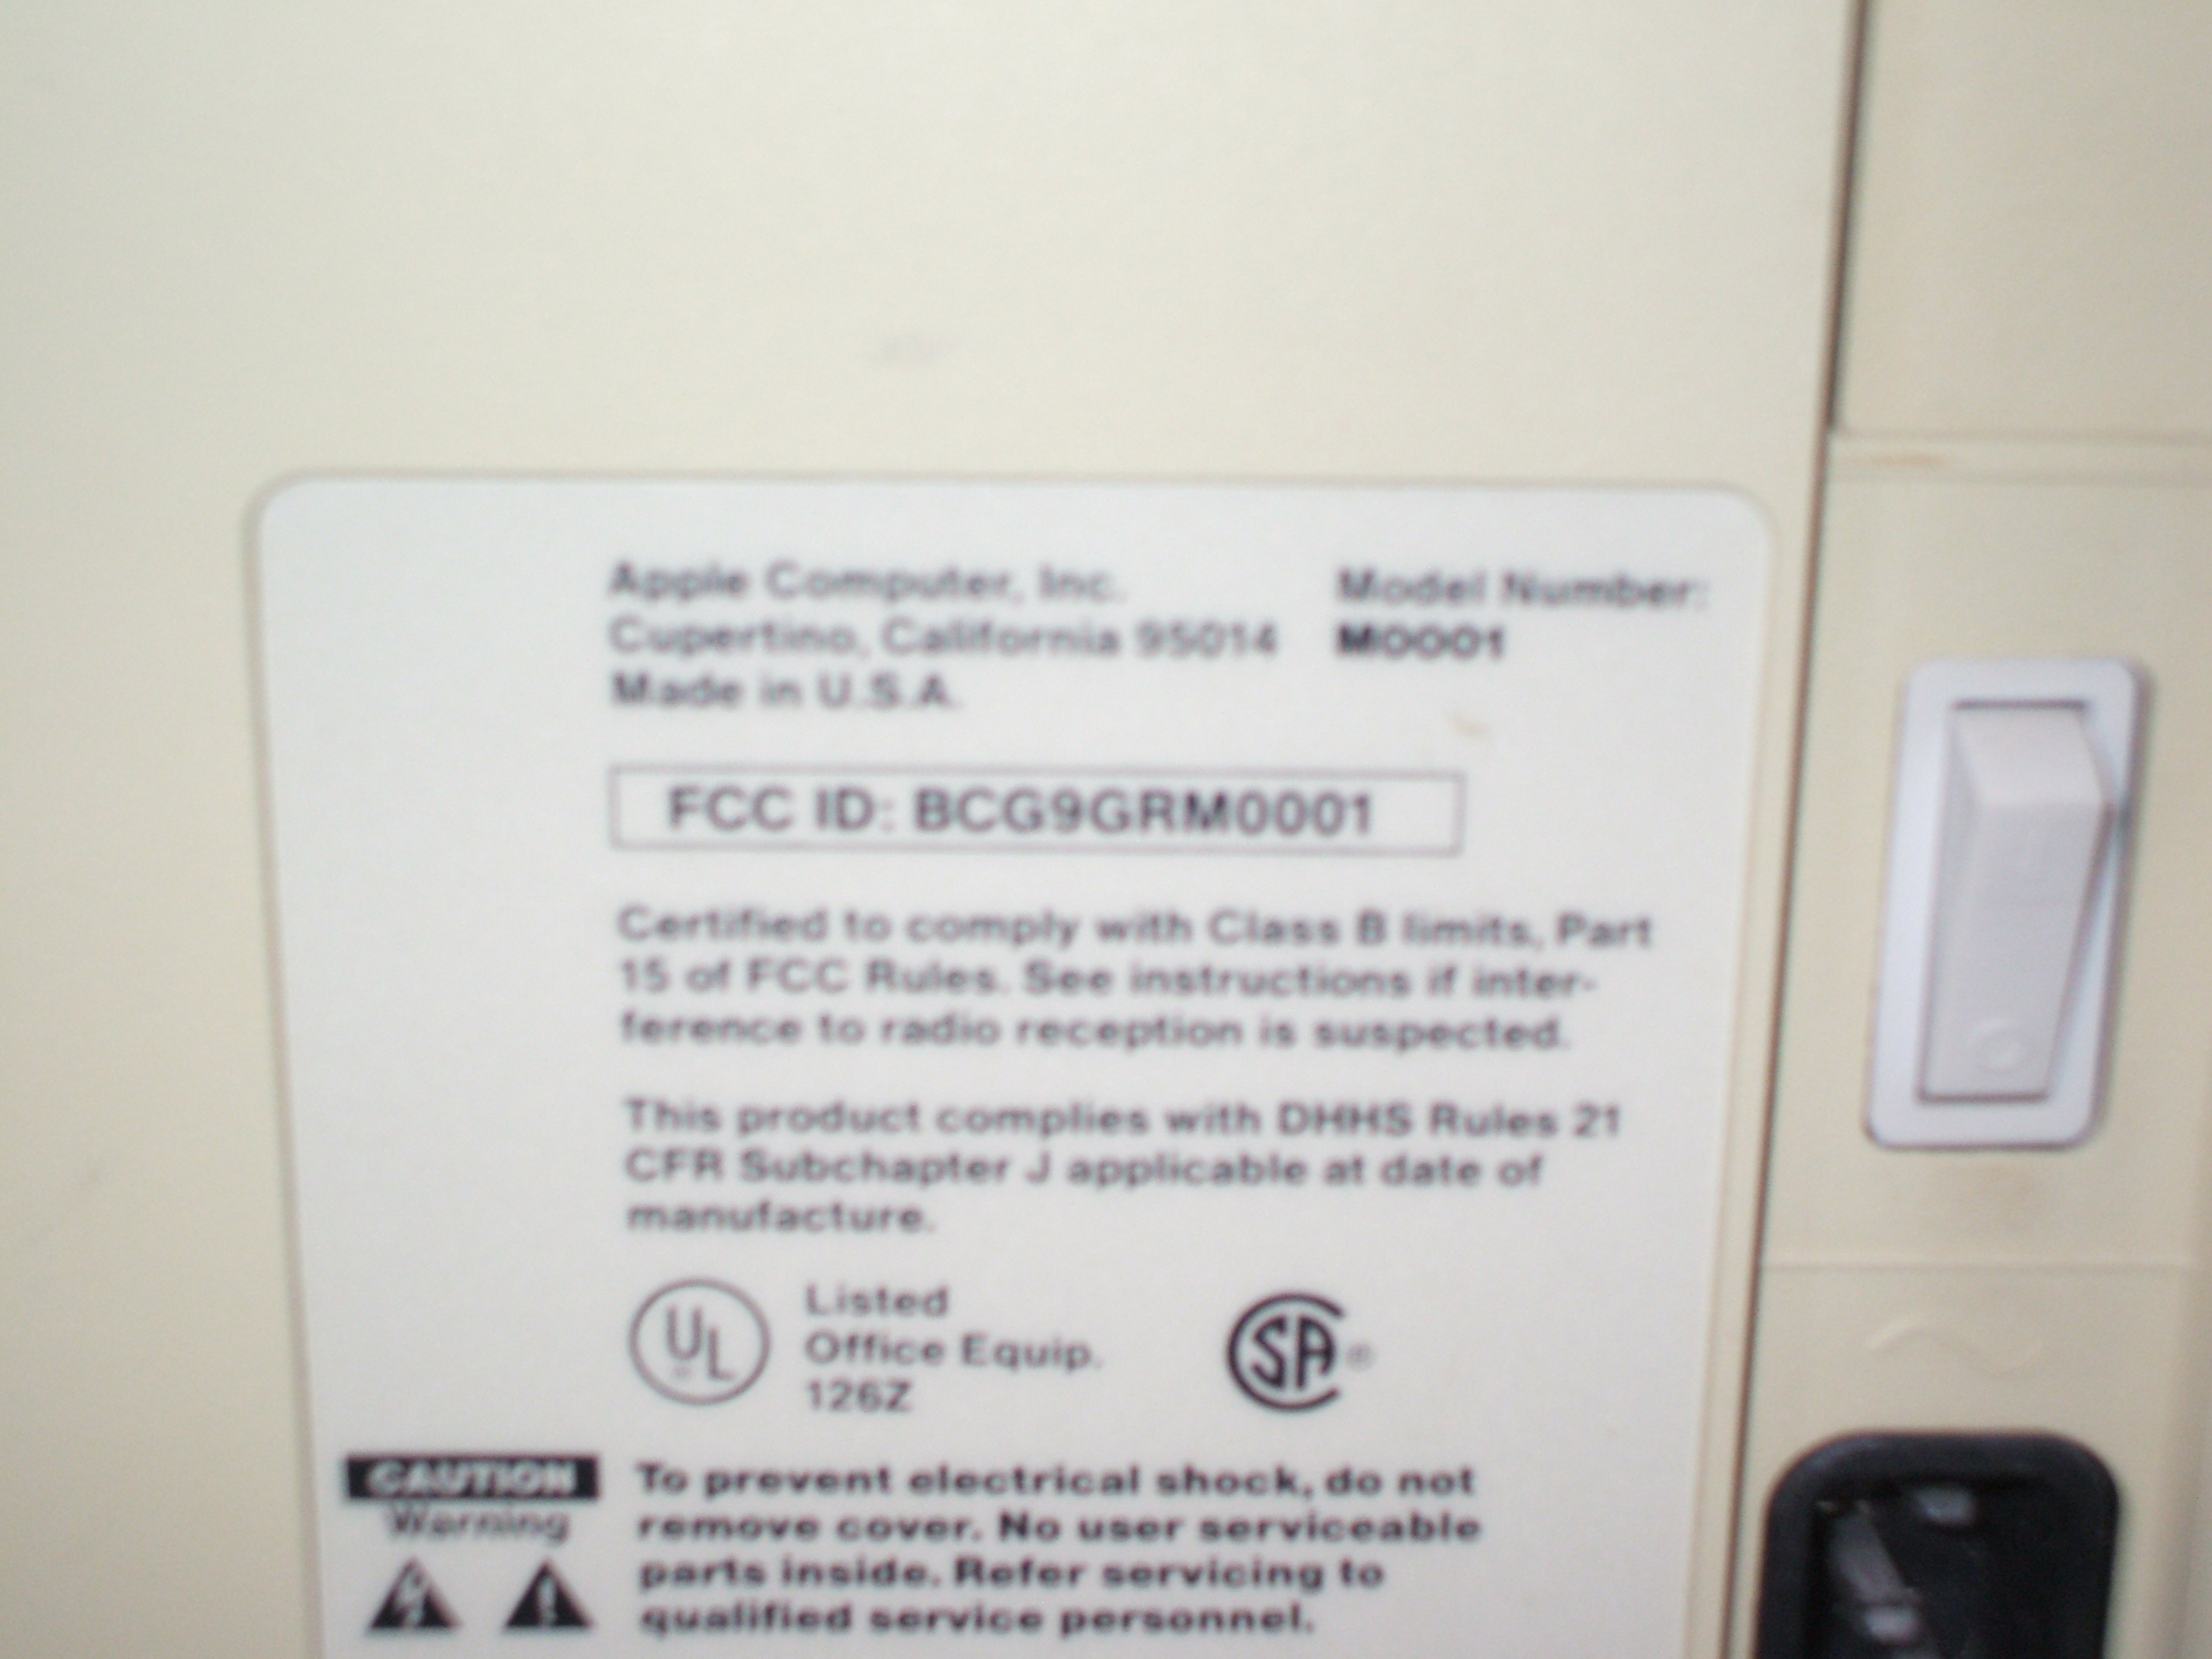 Apple Computer, Inc.
Cupertino, California 95014
Made in U.S.A.
Model Number:
M0001
FCC ID: BCG9GRM0001
Certified to comply with Class B limits, Part
15 of FCC Rules. See instructions if inter-
ference to radio reception is suspected.
This product complies with DHHS Rules 21
CFR Subchapter J applicable at date of
manufacture.
UL
Listed
Office Equip.
126Z
SA ®
CAUTION
Warning
To prevent electrical shock, do not
remove cover. No user serviceable
parts inside. Refer servicing to
qualified service personnel.